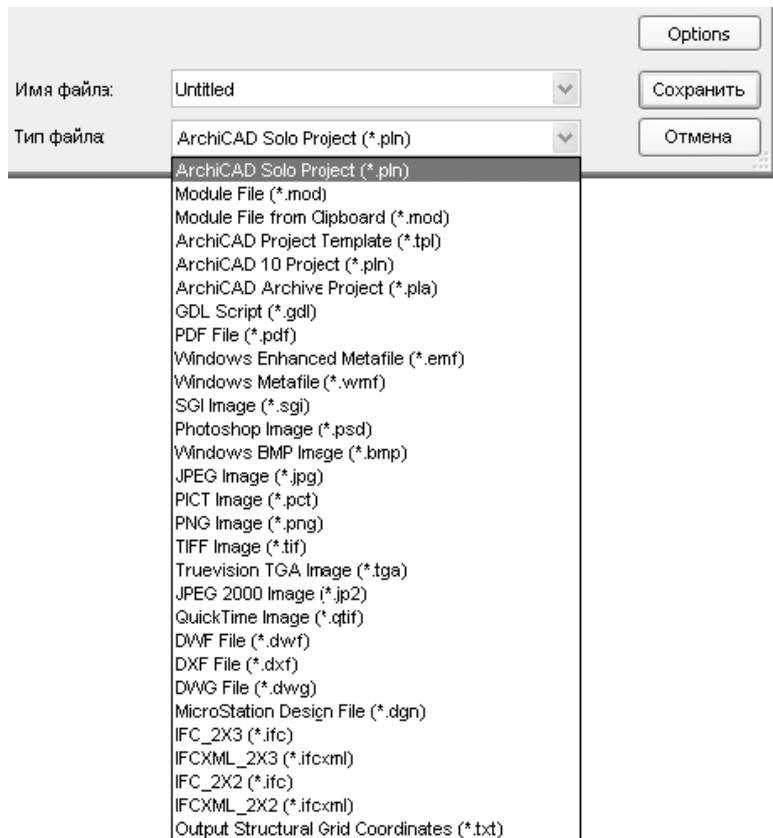 Options
Имя файла:
Untitled
Сохранить
Тип файла:
ArchiCAD Solo Project (*.pln)
Отмена
ArchiCAD Solo Project (*.pln)
Module File (*.mod)
Module File from Clipboard (*.mod)
ArchiCAD Project Template (*.tpl)
ArchiCAD 10 Project (*.pln)
ArchiCAD Archive Project (*.pla)
GDL Script (*.gdl)
PDF File (*.pdf)
Windows Enhanced Metafile (*.emf)
Windows Metafile (*.wmf)
SGI Image (*.sgi)
Photoshop Image (*.psd)
Windows BMP Image (*.bmp)
JPEG Image (*.jpg)
PICT Image (*.pct)
PNG Image (*.png)
TIFF Image (*.tif)
Truevision TGA Image (*.tga)
JPEG 2000 Image (*.jp2)
QuickTime Image (*.qtif)
DWF File (*.dwf)
DXF File (*.dxf)
DWG File (*.dwg)
MicroStation Design File (*.dgn)
IFC_2X3 (*.ifc)
IFCXML_2X3 (*.ifcxml)
IFC_2X2 (*.ifc)
IFCXML_2X2 (*.ifcxml)
Output Structural Grid Coordinates (*.txt)